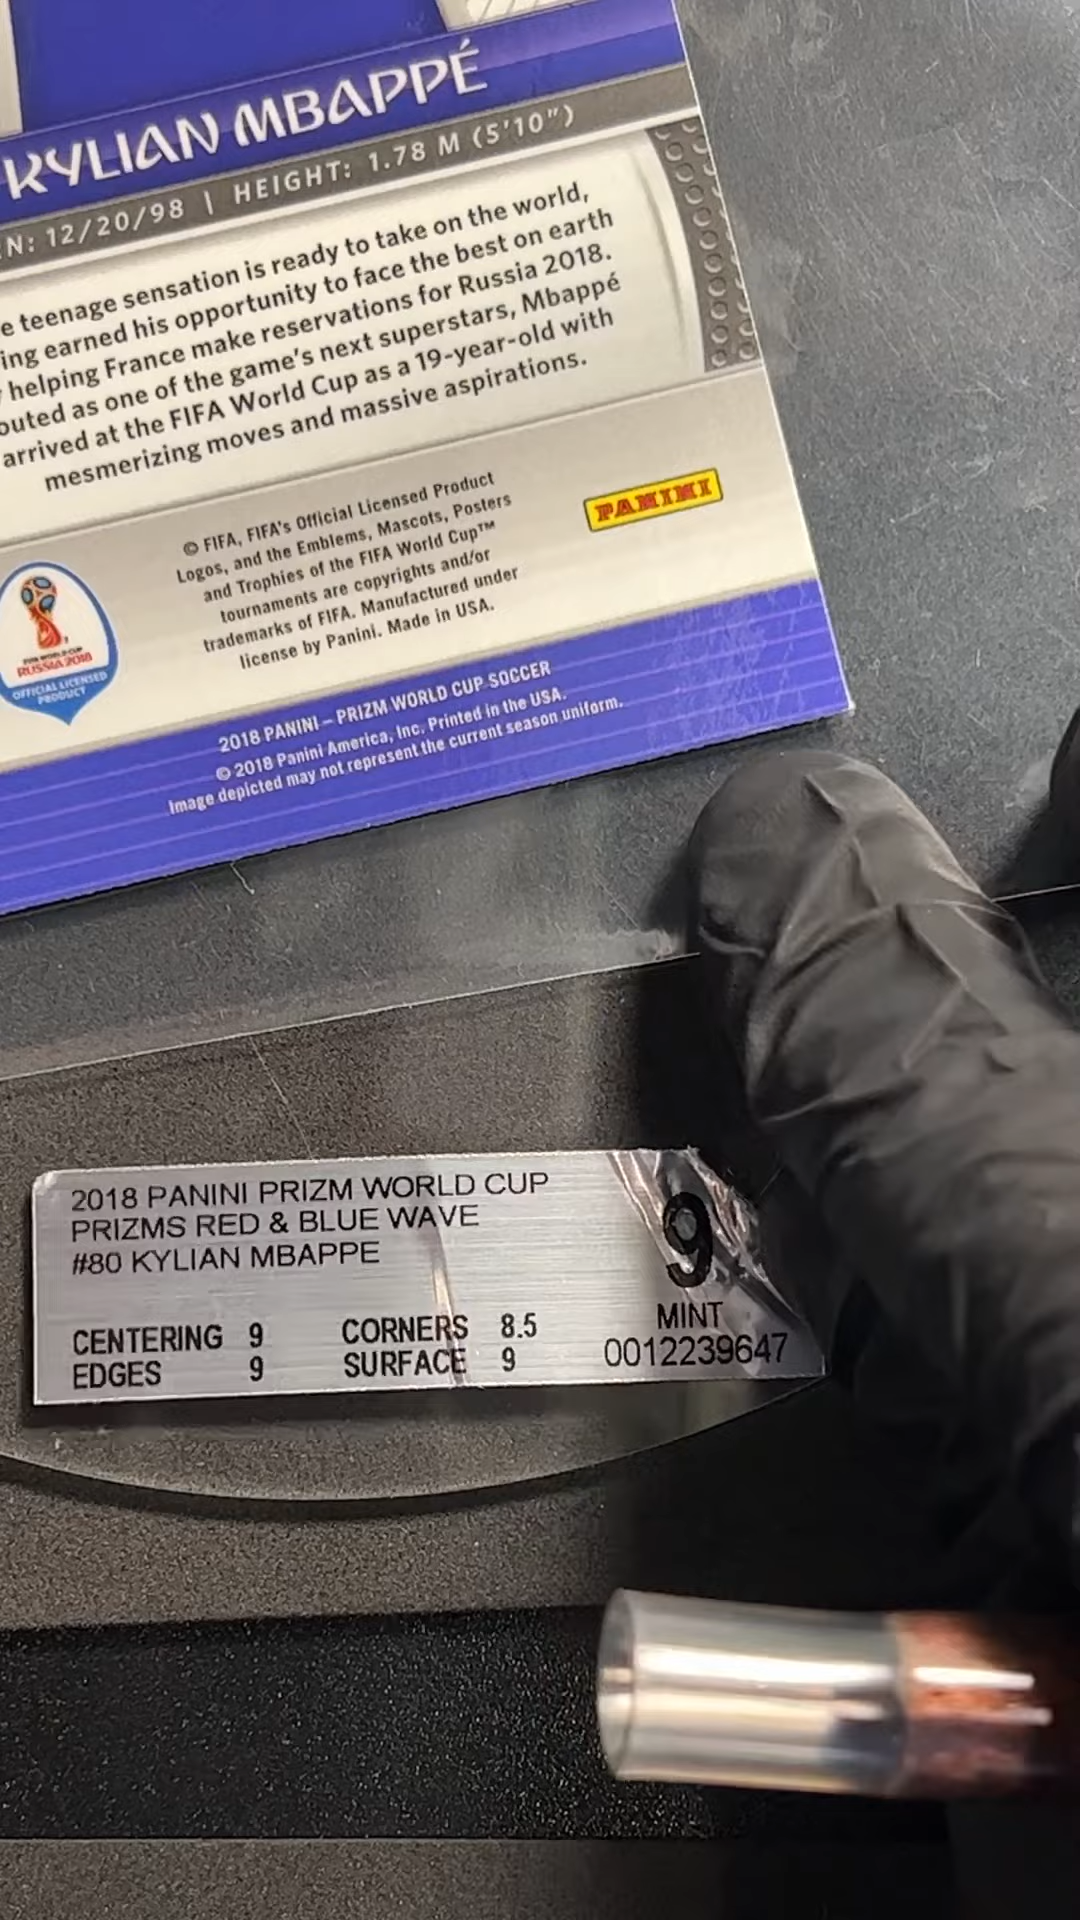 KYLIAN MBAPPÉ
N: 12/20/98 | HEIGHT: 1.78 M (5'10")
teenage sensation is ready to take on the world,
earned his opportunity to face the best on earth
helping France make reservations for Russia 2018.
as one of the game's next superstars, Mbappé
arrived at the FIFA World Cup as a 19-year-old with
mesmerizing moves and massive aspirations.
© FIFA, FIFA's Official Licensed Product
Logos, and the Emblems, Mascots, Posters
and Trophies of the FIFA World Cup™
tournaments are copyrights and/or
trademarks of FIFA. Manufactured under
license by Panini. Made in USA.
PANINI
FIFA WORLD CUP
RUSSIA 2018
OFFICIAL LICENSED
PRODUCT
2018 PANINI – PRIZM WORLD CUP SOCCER
© 2018 Panini America, Inc. Printed in the USA.
Image depicted may not represent the current season uniform.
2018 PANINI PRIZM WORLD CUP
PRIZMS RED & BLUE WAVE
#80 KYLIAN MBAPPE
CENTERING 9 CORNERS 8.5
EDGES 9 SURFACE 9
9
MINT
0012239647